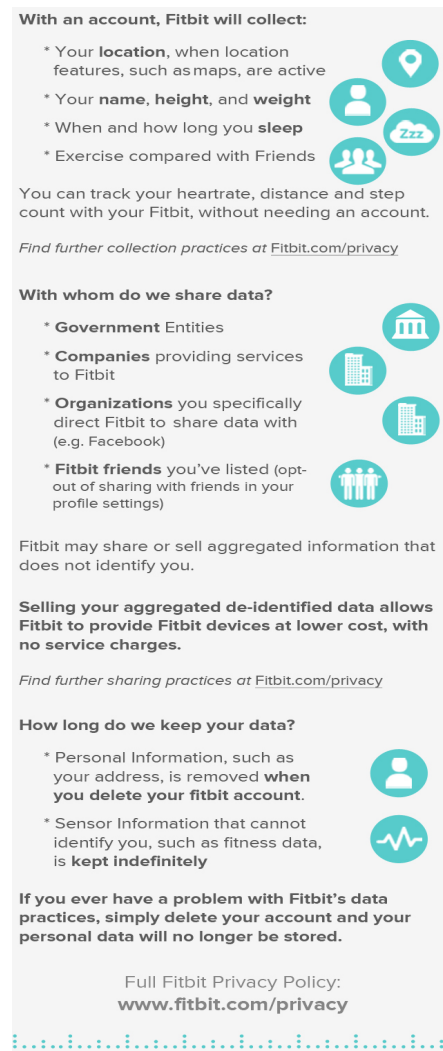 With an account, Fitbit will collect:
* Your location, when location
features, such as maps, are active
* Your name, height, and weight
* When and how long you sleep
Zzz
* Exercise compared with Friends
You can track your heartrate, distance and step
count with your Fitbit, without needing an account.
Find further collection practices at Fitbit.com/privacy
With whom do we share data?
* Government Entities
* Companies providing services
to Fitbit
* Organizations you specifically
direct Fitbit to share data with
(e.g. Facebook)
* Fitbit friends you've listed (opt-
out of sharing with friends in your
profile settings)
Fitbit may share or sell aggregated information that
does not identify you.
Selling your aggregated de-identified data allows
Fitbit to provide Fitbit devices at lower cost, with
no service charges.
Find further sharing practices at Fitbit.com/privacy
How long do we keep your data?
* Personal Information, such as
your address, is removed when
you delete your fitbit account.
* Sensor Information that cannot
identify you, such as fitness data,
is kept indefinitely
If you ever have a problem with Fitbit's data
practices, simply delete your account and your
personal data will no longer be stored.
Full Fitbit Privacy Policy:
www.fitbit.com/privacy